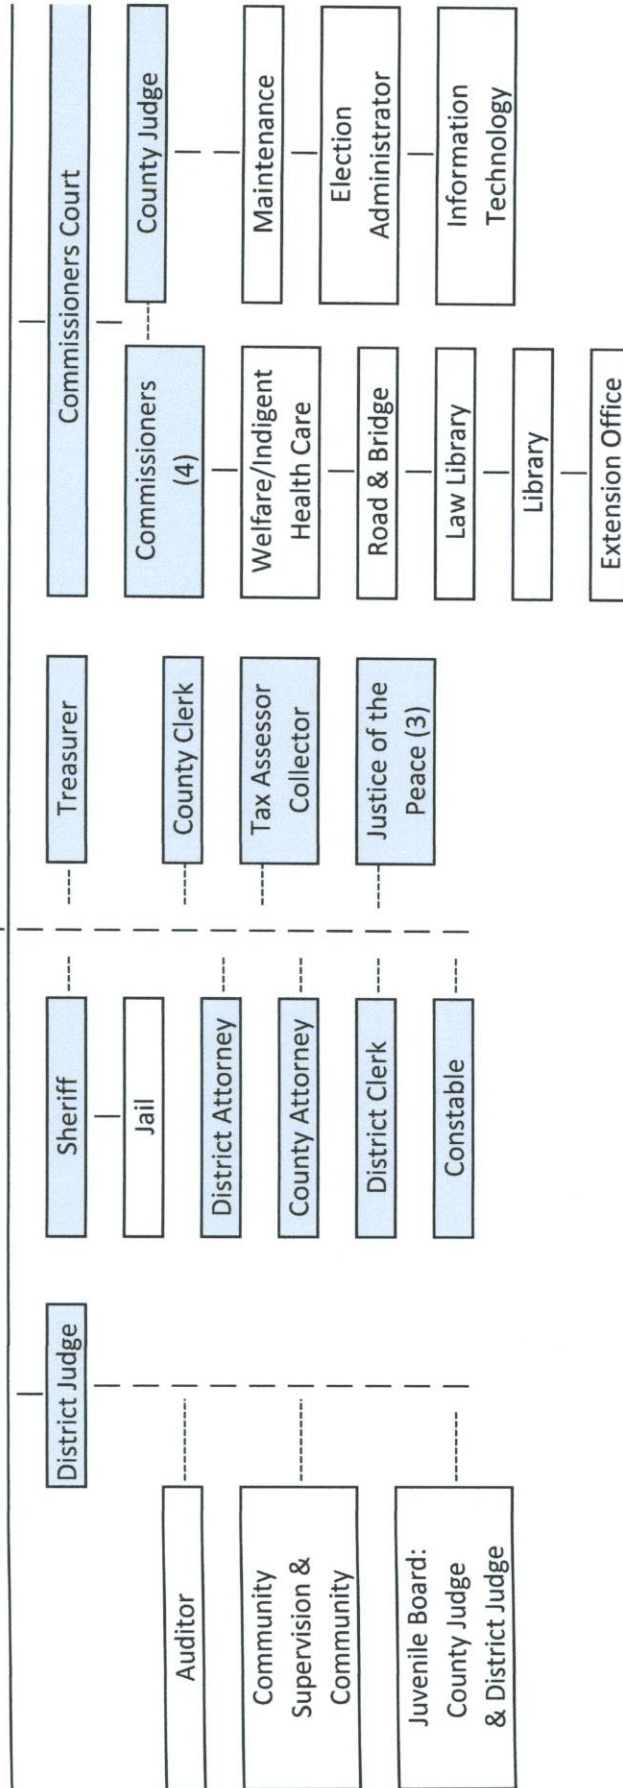 District Judge
Auditor
Community
Supervision &
Community
Juvenile Board:
County Judge
& District Judge
Sheriff
Jail
District Attorney
County Attorney
District Clerk
Constable
Treasurer
County Clerk
Tax Assessor
Collector
Justice of the
Peace (3)
Commissioners Court
Commissioners
(4)
Welfare/Indigent
Health Care
Road & Bridge
Law Library
Library
Extension Office
County Judge
Maintenance
Election
Administrator
Information
Technology